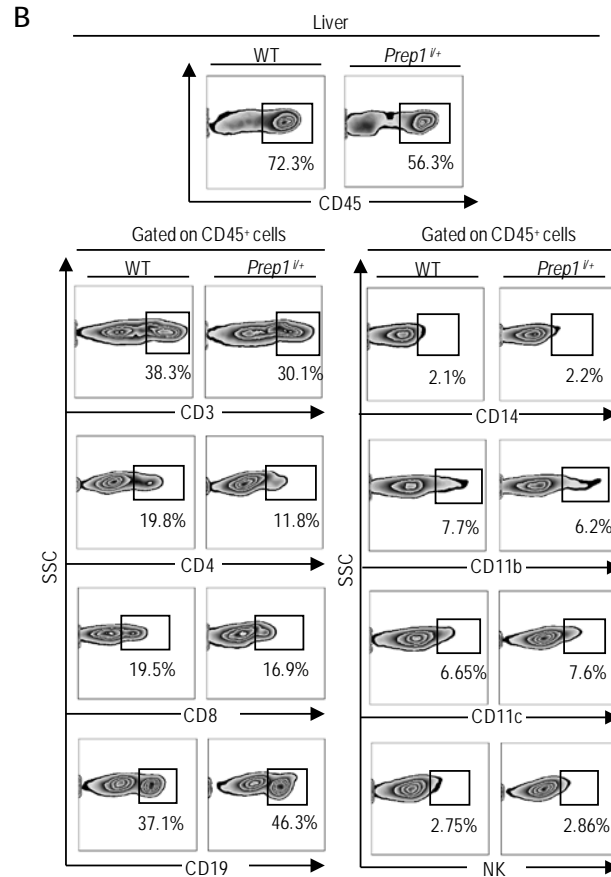 B
Liver
WT Prep1 i/+
72.3% 56.3%
CD45
Gated on CD45+ cells Gated on CD45+ cells
WT Prep1 i/+ WT Prep1 i/+
38.3% 30.1% 2.1% 2.2%
CD3 CD14
19.8% 11.8% 7.7% 6.2%
CD4 CD11b
SSC SSC
19.5% 16.9% 6.65% 7.6%
CD8 CD11c
37.1% 46.3% 2.75% 2.86%
CD19 NK